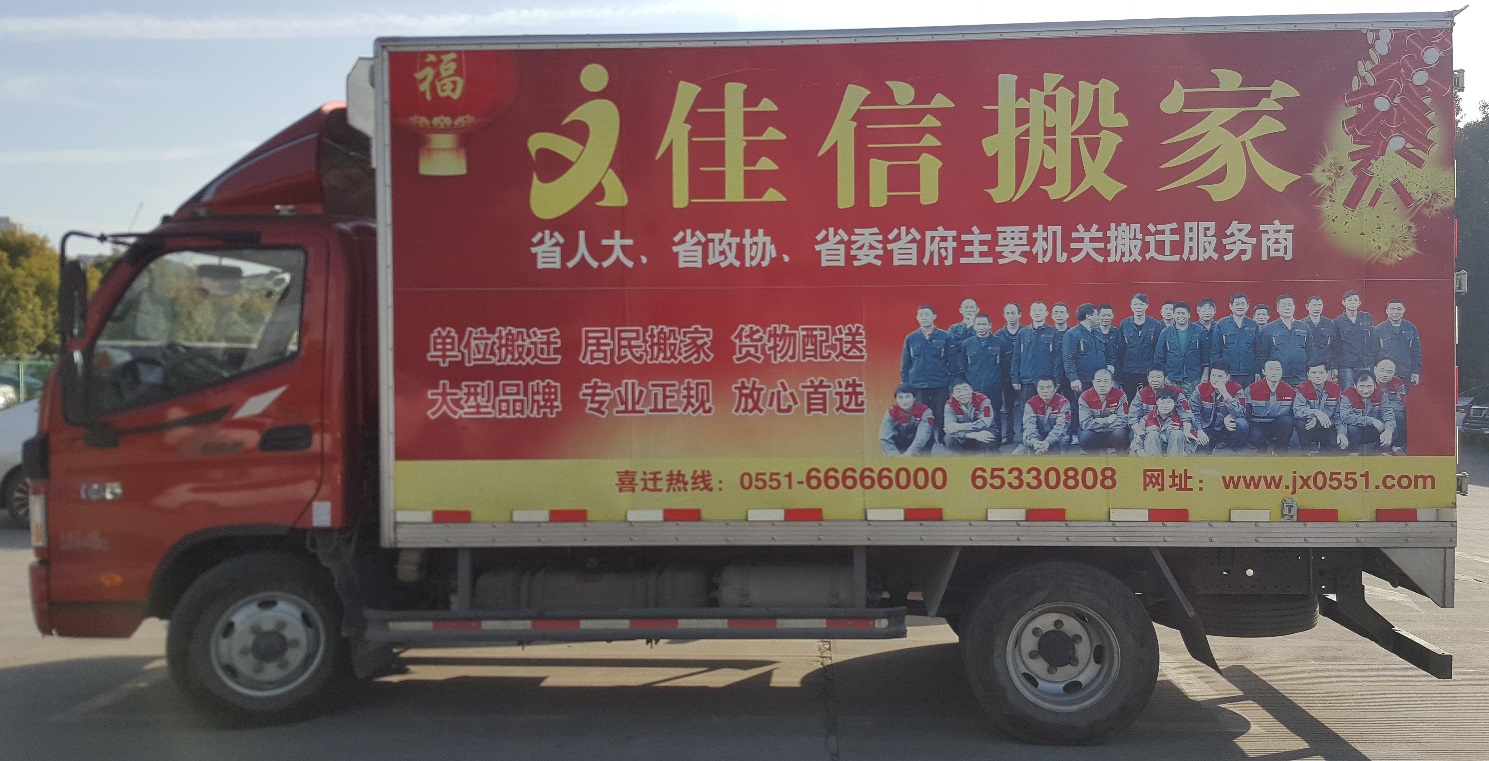 福
佳信搬家
省人大、省政协、省委省府主要机关搬迁服务商
单位搬迁 居民搬家 货物配送
大型品牌 专业正规 放心首选
喜迁热线：0551-66666000 65330808 网址：www.jx0551.com